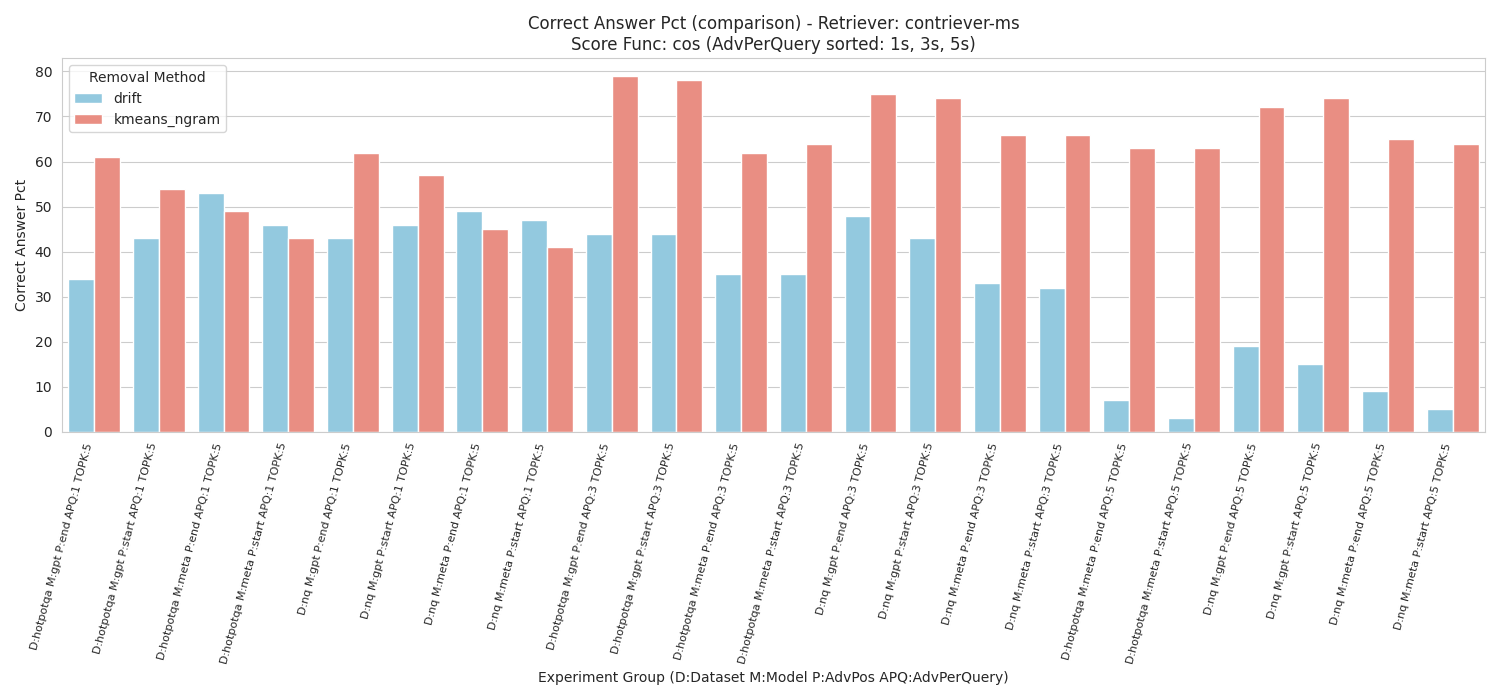 Correct Answer Pct (comparison) - Retriever: contriever-ms
Score Func: cos (AdvPerQuery sorted: 1s, 3s, 5s)
Removal Method
drift
kmeans_ngram
Correct Answer Pct
80
70
60
50
40
30
20
10
0
D:hotpotqa M:gpt P:end APQ:1 TOPK:5
D:hotpotqa M:gpt P:start APQ:1 TOPK:5
D:hotpotqa M:meta P:end APQ:1 TOPK:5
D:hotpotqa M:meta P:start APQ:1 TOPK:5
D:nq M:gpt P:end APQ:1 TOPK:5
D:nq M:gpt P:start APQ:1 TOPK:5
D:nq M:meta P:end APQ:1 TOPK:5
D:nq M:meta P:start APQ:1 TOPK:5
D:hotpotqa M:gpt P:end APQ:3 TOPK:5
D:hotpotqa M:gpt P:start APQ:3 TOPK:5
D:hotpotqa M:meta P:end APQ:3 TOPK:5
D:hotpotqa M:meta P:start APQ:3 TOPK:5
D:nq M:gpt P:end APQ:3 TOPK:5
D:nq M:gpt P:start APQ:3 TOPK:5
D:nq M:meta P:end APQ:3 TOPK:5
D:nq M:meta P:start APQ:3 TOPK:5
D:hotpotqa M:meta P:end APQ:5 TOPK:5
D:hotpotqa M:meta P:start APQ:5 TOPK:5
D:nq M:gpt P:end APQ:5 TOPK:5
D:nq M:gpt P:start APQ:5 TOPK:5
D:nq M:meta P:end APQ:5 TOPK:5
D:nq M:meta P:start APQ:5 TOPK:5
Experiment Group (D:Dataset M:Model P:AdvPos APQ:AdvPerQuery)